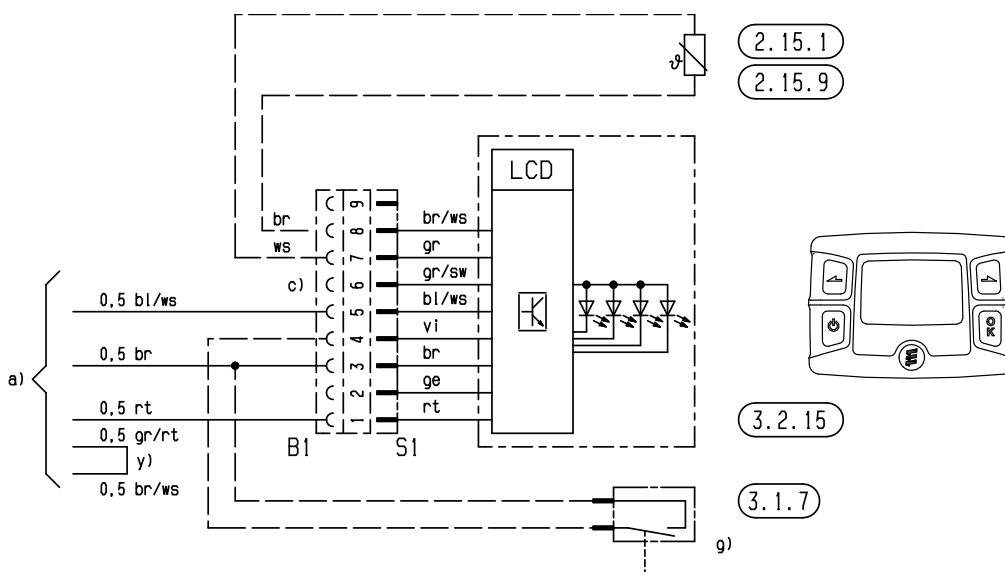 2.15.1
ϑ
2.15.9
LCD
9
br
8
br/ws
ws
7
gr
c)
6
gr/sw
0,5 bl/ws
5
bl/ws
4
vi
0,5 br
3
br
a)
2
ge
0,5 rt
1
rt
3.2.15
0,5 gr/rt
B1
S1
y)
0,5 br/ws
3.1.7
g)
OK